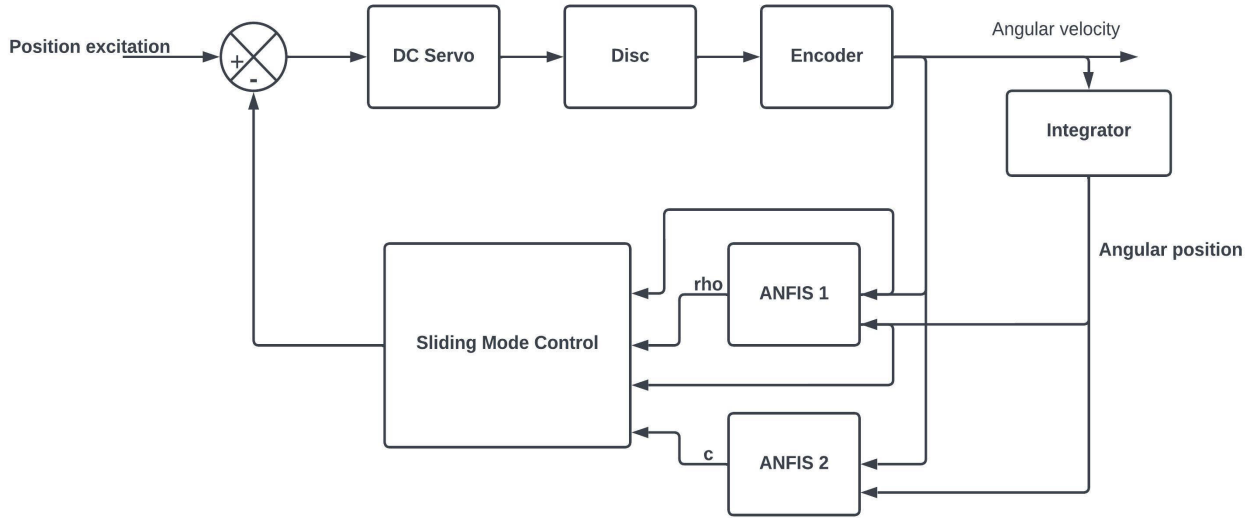 Angular velocity
Position excitation
+
-
DC Servo
Disc
Encoder
Integrator
Angular position
rho
ANFIS 1
Sliding Mode Control
c
ANFIS 2